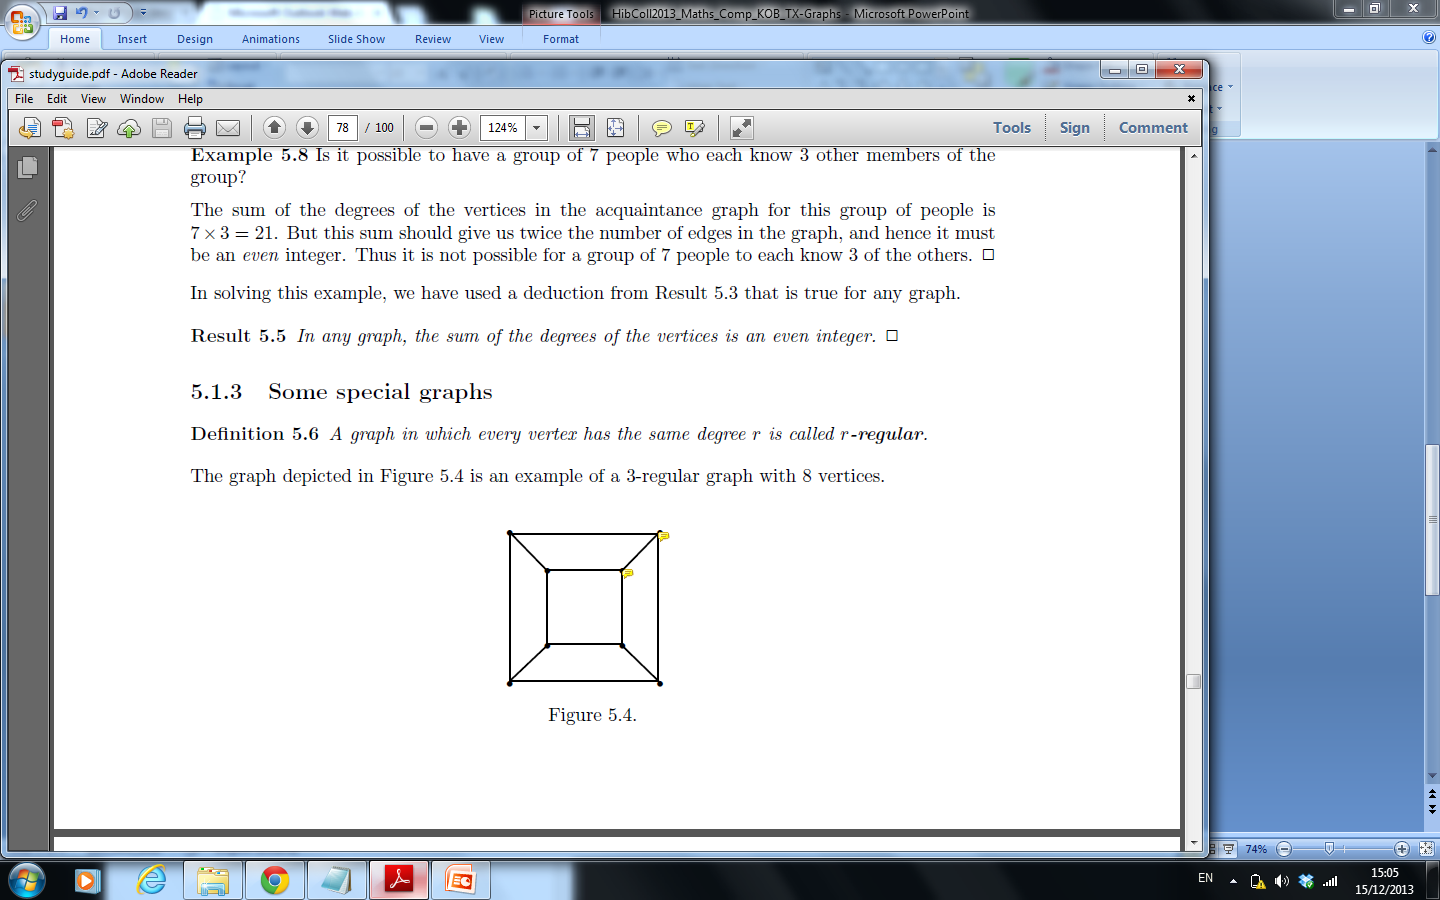 Picture Tools
HibColl2013_Maths_Comp_KOB_TX-Graphs - Microsoft PowerPoint
Home Insert Design Animations Slide Show Review View Format
studyguide.pdf - Adobe Reader
File Edit View Window Help
78 / 100 124% Tools Sign Comment
Example 5.8 Is it possible to have a group of 7 people who each know 3 other members of the
group?
The sum of the degrees of the vertices in the acquaintance graph for this group of people is
7 × 3 = 21. But this sum should give us twice the number of edges in the graph, and hence it must
be an even integer. Thus it is not possible for a group of 7 people to each know 3 of the others. □
In solving this example, we have used a deduction from Result 5.3 that is true for any graph.
Result 5.5 In any graph, the sum of the degrees of the vertices is an even integer. □
5.1.3 Some special graphs
Definition 5.6 A graph in which every vertex has the same degree r is called r-regular.
The graph depicted in Figure 5.4 is an example of a 3-regular graph with 8 vertices.
Figure 5.4.
74%
EN
15:05
15/12/2013